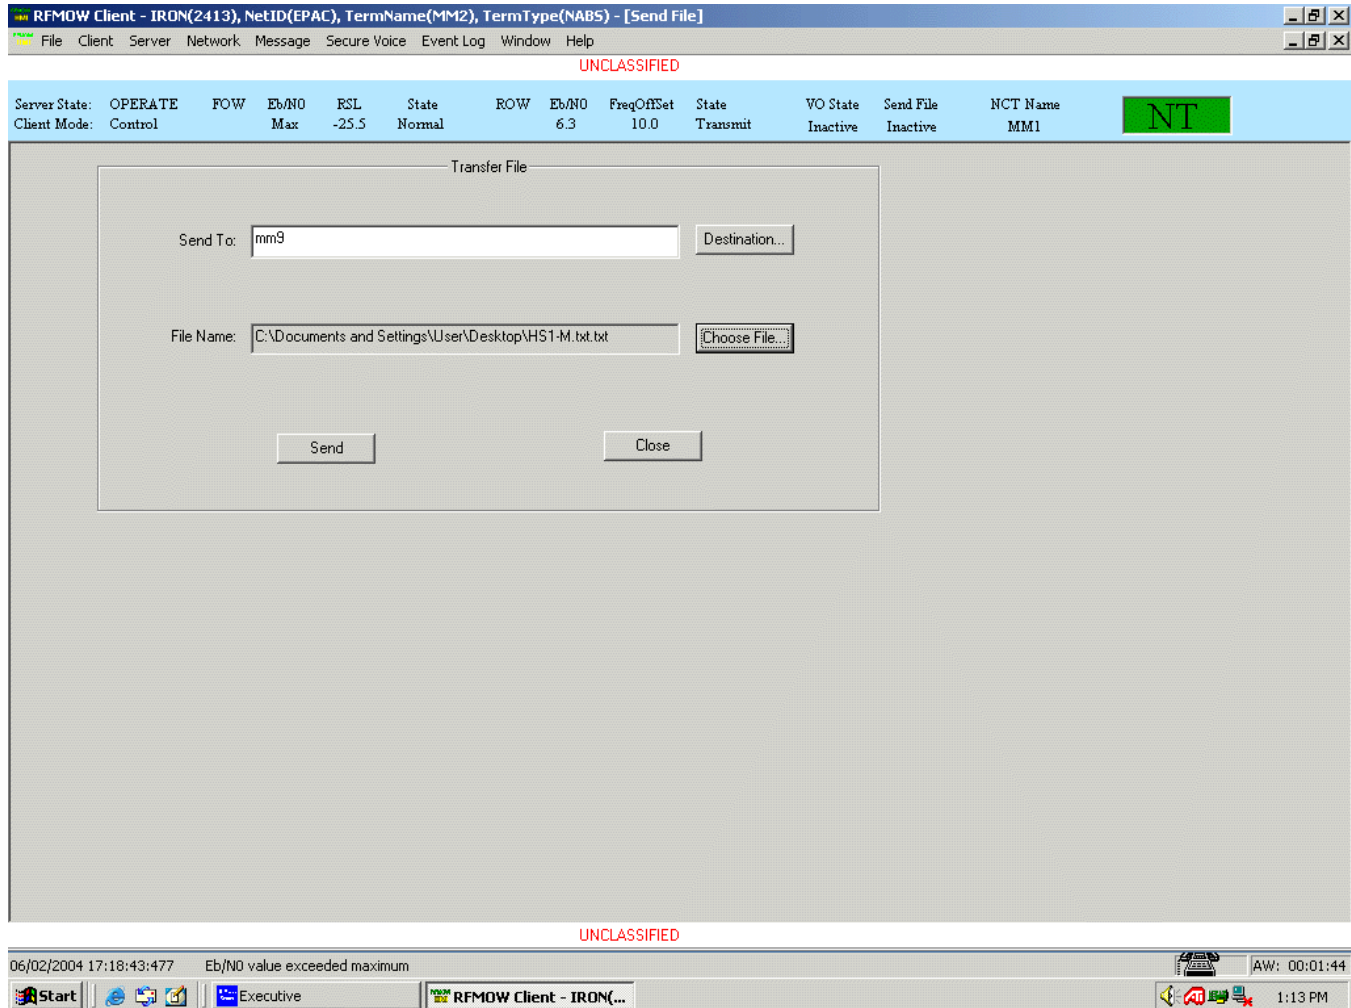 RFMOW Client - IRON(2413), NetID(EPAC), TermName(MM2), TermType(NABS) - [Send File]
File Client Server Network Message Secure Voice Event Log Window Help
UNCLASSIFIED
Server State: OPERATE FOW Eb/N0 RSL State ROW Eb/N0 FreqOffSet State VO State Send File NCT Name
Client Mode: Control Max -25.5 Normal 6.3 10.0 Transmit Inactive Inactive MM1
NT
Transfer File
Send To: mm9 Destination...
File Name: C:\Documents and Settings\User\Desktop\HS1-M.txt.txt Choose File...
Send Close
UNCLASSIFIED
06/02/2004 17:18:43:477 Eb/N0 value exceeded maximum AW: 00:01:44
Start Executive RFMOW Client - IRON(... 1:13 PM